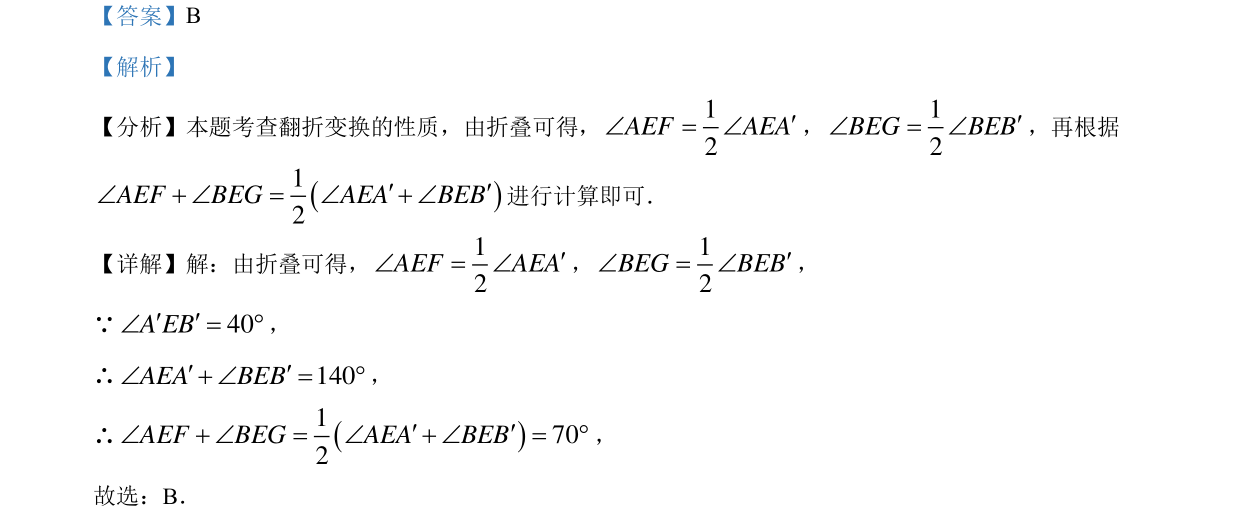 【答案】B
【解析】
【分析】本题考查翻折变换的性质，由折叠可得，∠AEF = 1/2 ∠AEA′，∠BEG = 1/2 ∠BEB′，再根据
∠AEF + ∠BEG = 1/2 (∠AEA′ + ∠BEB′)进行计算即可．
【详解】解：由折叠可得，∠AEF = 1/2 ∠AEA′，∠BEG = 1/2 ∠BEB′，
∵ ∠A′EB′ = 40°，
∴ ∠AEA′ + ∠BEB′ = 140°，
∴ ∠AEF + ∠BEG = 1/2 (∠AEA′ + ∠BEB′) = 70°，
故选：B．